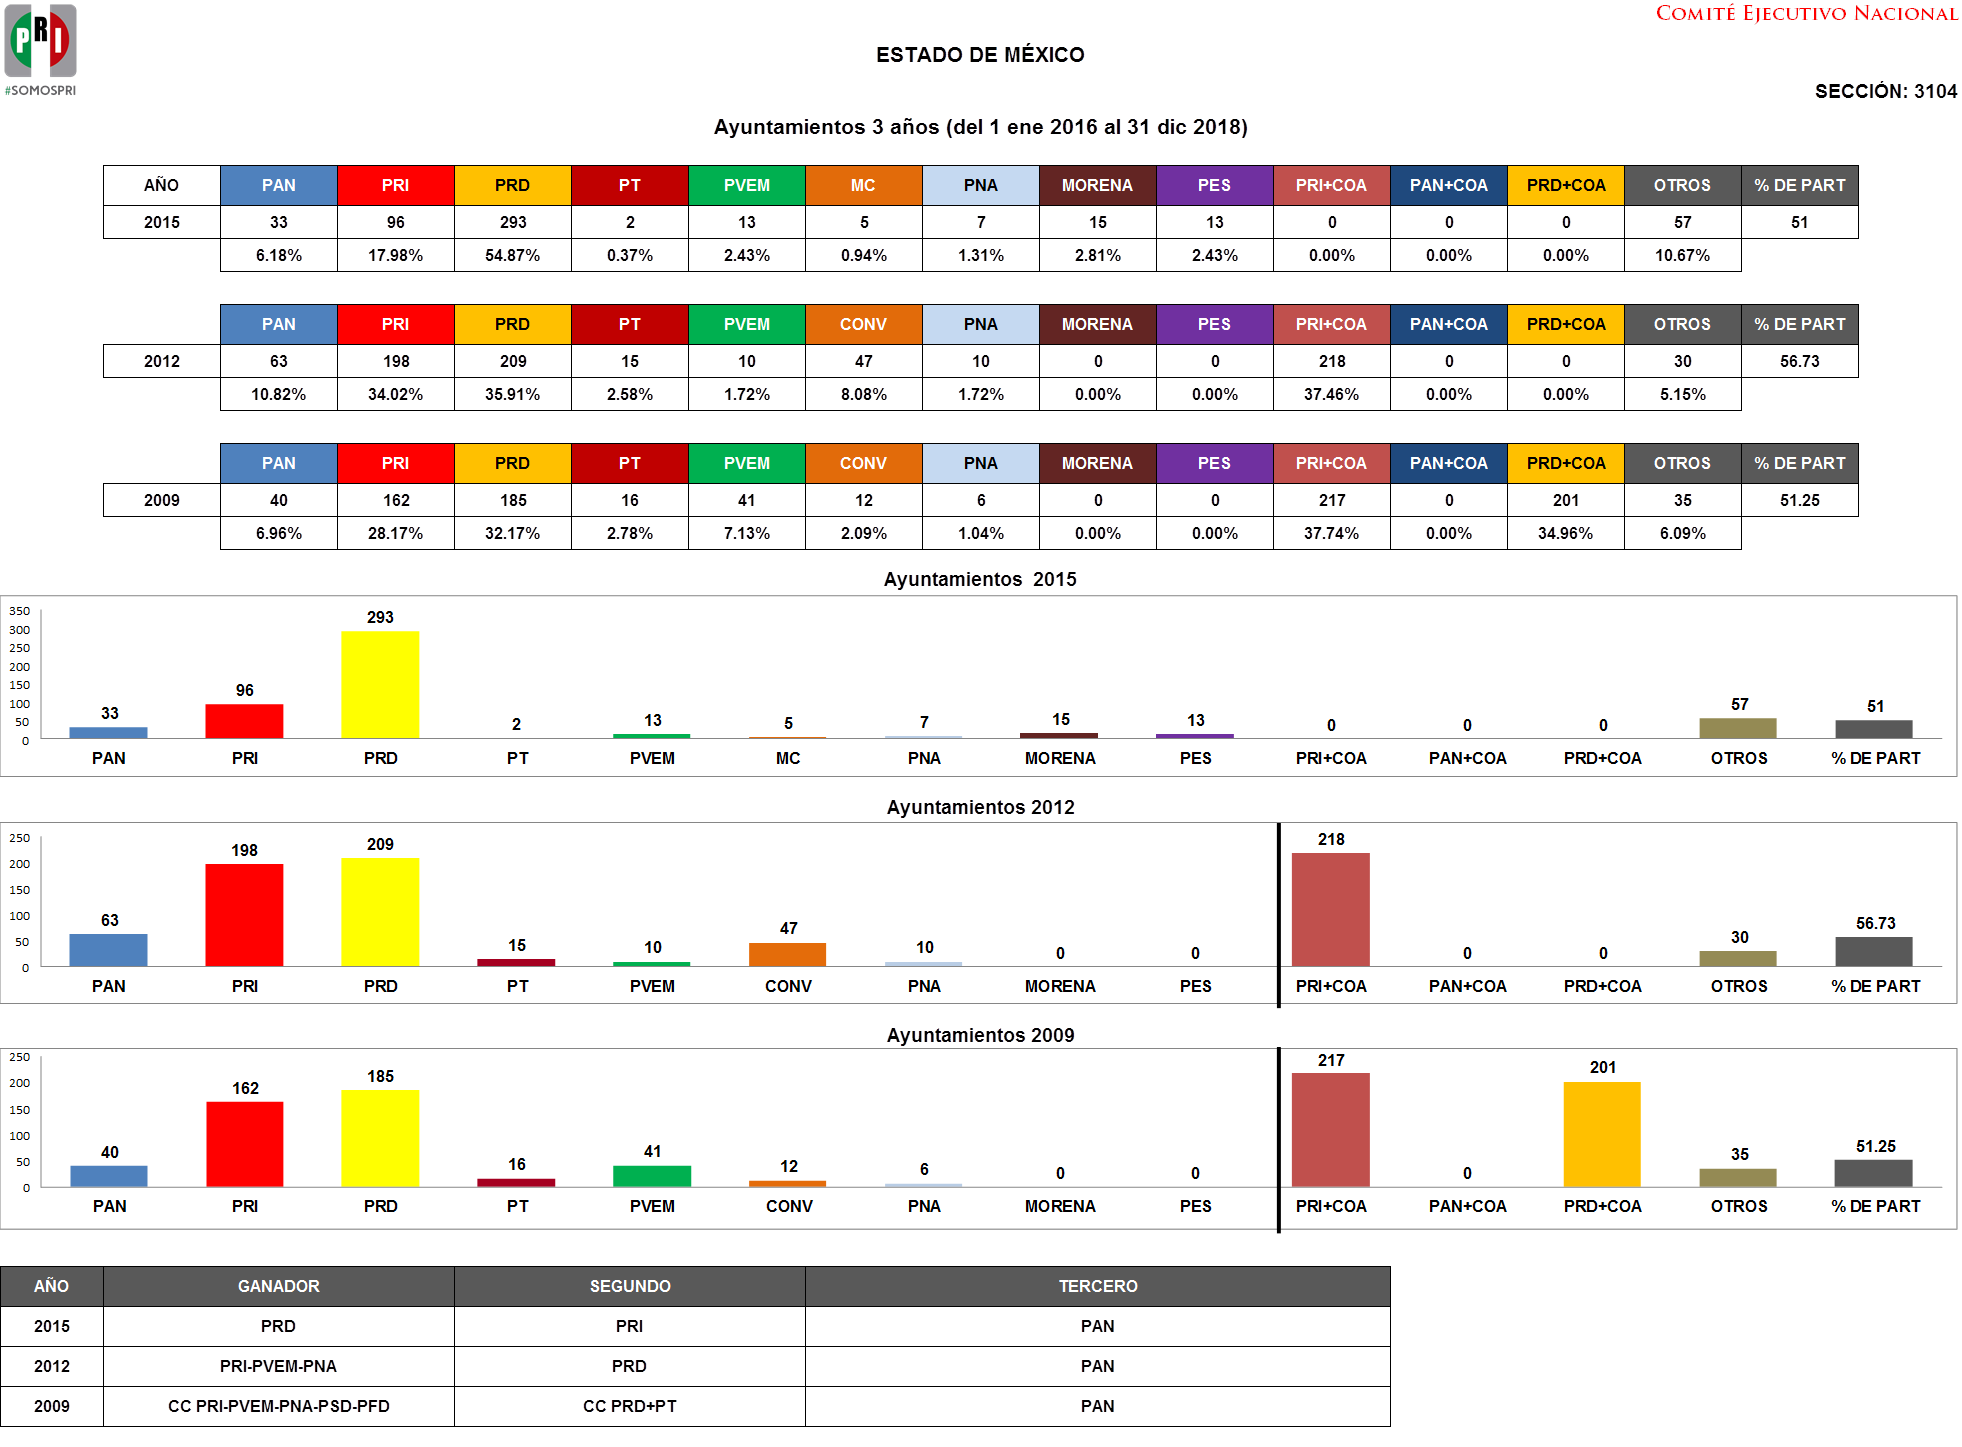 PRI
#SOMOSPRI
COMITÉ EJECUTIVO NACIONAL
ESTADO DE MÉXICO
SECCIÓN: 3104
Ayuntamientos 3 años (del 1 ene 2016 al 31 dic 2018)
AÑO PAN PRI PRD PT PVEM MC PNA MORENA PES PRI+COA PAN+COA PRD+COA OTROS % DE PART
2015 33 96 293 2 13 5 7 15 13 0 0 0 57 51
6.18% 17.98% 54.87% 0.37% 2.43% 0.94% 1.31% 2.81% 2.43% 0.00% 0.00% 0.00% 10.67%
PAN PRI PRD PT PVEM CONV PNA MORENA PES PRI+COA PAN+COA PRD+COA OTROS % DE PART
2012 63 198 209 15 10 47 10 0 0 218 0 0 30 56.73
10.82% 34.02% 35.91% 2.58% 1.72% 8.08% 1.72% 0.00% 0.00% 37.46% 0.00% 0.00% 5.15%
PAN PRI PRD PT PVEM CONV PNA MORENA PES PRI+COA PAN+COA PRD+COA OTROS % DE PART
2009 40 162 185 16 41 12 6 0 0 217 0 201 35 51.25
6.96% 28.17% 32.17% 2.78% 7.13% 2.09% 1.04% 0.00% 0.00% 37.74% 0.00% 34.96% 6.09%
Ayuntamientos 2015
350
300
250
200
150
100
50
0
33 96 293 2 13 5 7 15 13 0 0 0 57 51
PAN PRI PRD PT PVEM MC PNA MORENA PES PRI+COA PAN+COA PRD+COA OTROS % DE PART
Ayuntamientos 2012
250
200
150
100
50
0
63 198 209 15 10 47 10 0 0 218 0 0 30 56.73
PAN PRI PRD PT PVEM CONV PNA MORENA PES PRI+COA PAN+COA PRD+COA OTROS % DE PART
Ayuntamientos 2009
250
200
150
100
50
0
40 162 185 16 41 12 6 0 0 217 0 201 35 51.25
PAN PRI PRD PT PVEM CONV PNA MORENA PES PRI+COA PAN+COA PRD+COA OTROS % DE PART
AÑO GANADOR SEGUNDO TERCERO
2015 PRD PRI PAN
2012 PRI-PVEM-PNA PRD PAN
2009 CC PRI-PVEM-PNA-PSD-PFD CC PRD+PT PAN